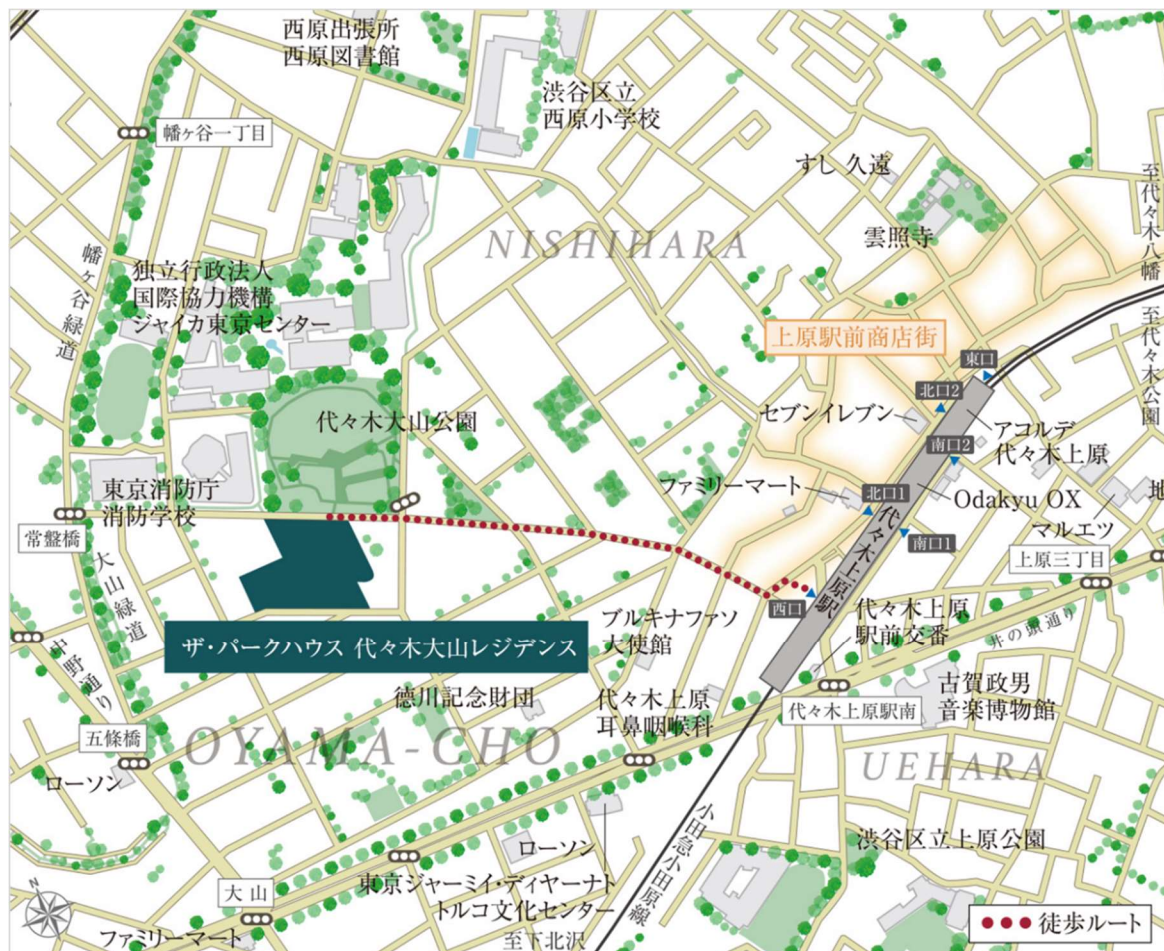 西原出張所
西原図書館
渋谷区立
西原小学校
幡ヶ谷一丁目
すし 久遠
至代々木八幡
雲照寺
NISHIHARA
幡ヶ谷緑道
独立行政法人
国際協力機構
ジャイカ東京センター
上原駅前商店街
至代々木公園
東口
北口2
代々木大山公園
セブンイレブン
アコルデ
代々木上原
南口2
東京消防庁
消防学校
ファミリーマート
北口1
Odakyu OX
マルエツ
地
常盤橋
大山緑道
代々木上原駅
南口1
上原三丁目
西口
ブルキナファソ
大使館
代々木上原
駅前交番
井の頭通り
ザ・パークハウス 代々木大山レジデンス
中野通り
徳川記念財団
代々木上原
耳鼻咽喉科
代々木上原駅南
古賀政男
音楽博物館
五條橋
OYAMA-CHO
UEHARA
ローソン
小田急小田原線
渋谷区立上原公園
ローソン
大山
東京ジャーミイ・ディヤーナト
トルコ文化センター
N
ファミリーマート
至下北沢
徒歩ルート